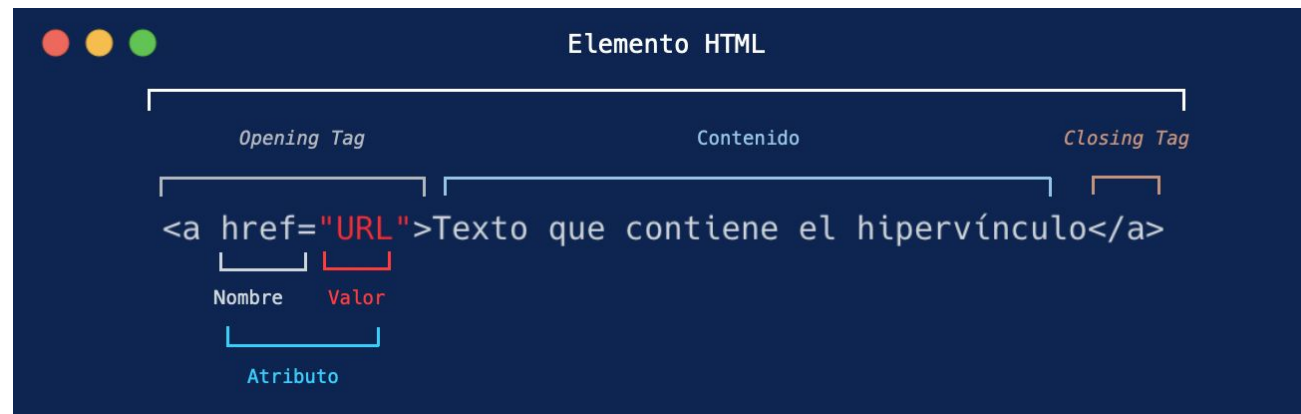 Elemento HTML
Opening Tag Contenido Closing Tag
<a href="URL">Texto que contiene el hipervínculo</a>
Nombre Valor
Atributo